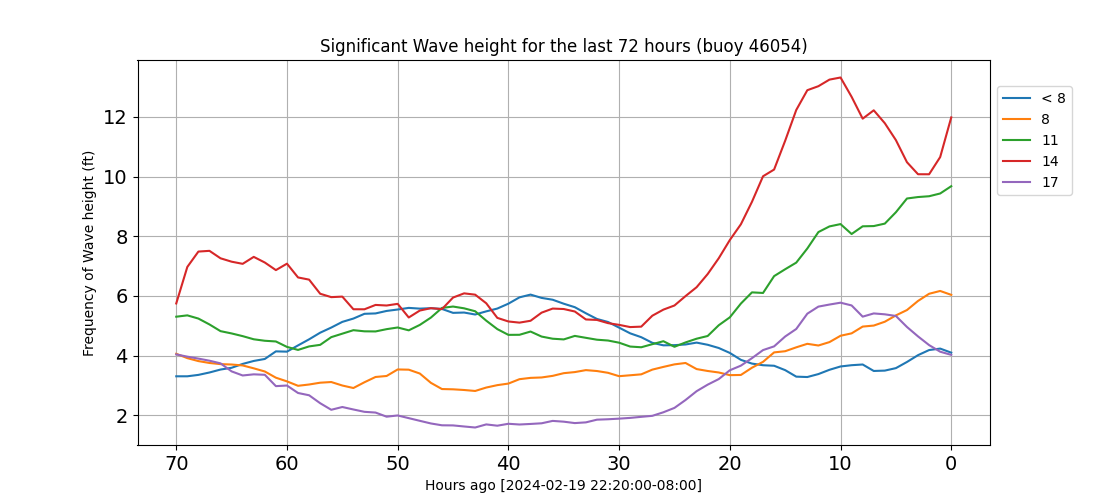 Significant Wave height for the last 72 hours (buoy 46054)
Frequency of Wave height (ft)
12
10
8
6
4
2
70 60 50 40 30 20 10 0
Hours ago [2024-02-19 22:20:00-08:00]
< 8
8
11
14
17